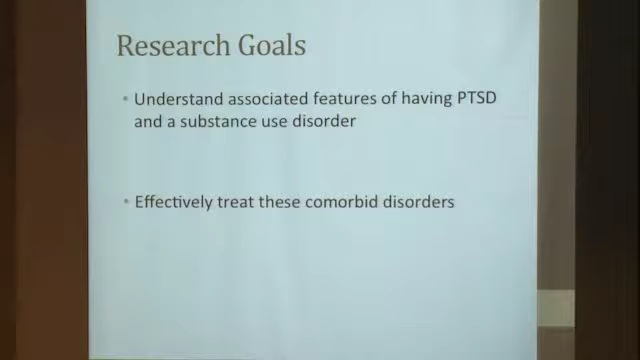 Research Goals
• Understand associated features of having PTSD
and a substance use disorder
• Effectively treat these comorbid disorders